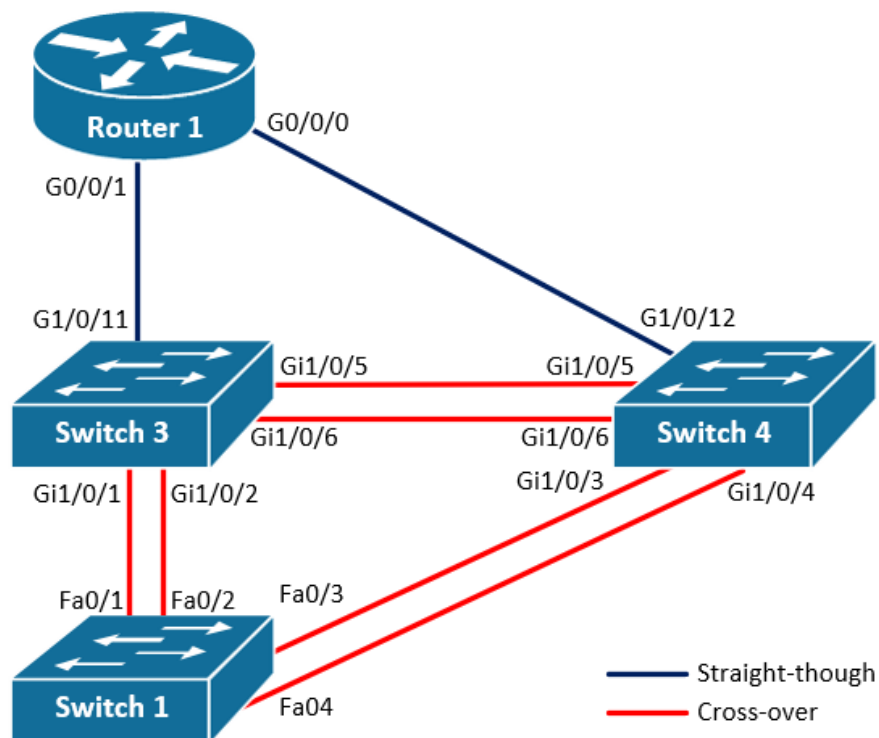 Router 1
G0/0/0
G0/0/1
G1/0/11
G1/0/12
Gi1/0/5
Gi1/0/5
Switch 3
Switch 4
Gi1/0/6
Gi1/0/6
Gi1/0/1
Gi1/0/2
Gi1/0/3
Gi1/0/4
Fa0/1
Fa0/2
Fa0/3
Switch 1
Fa04
Straight-though
Cross-over